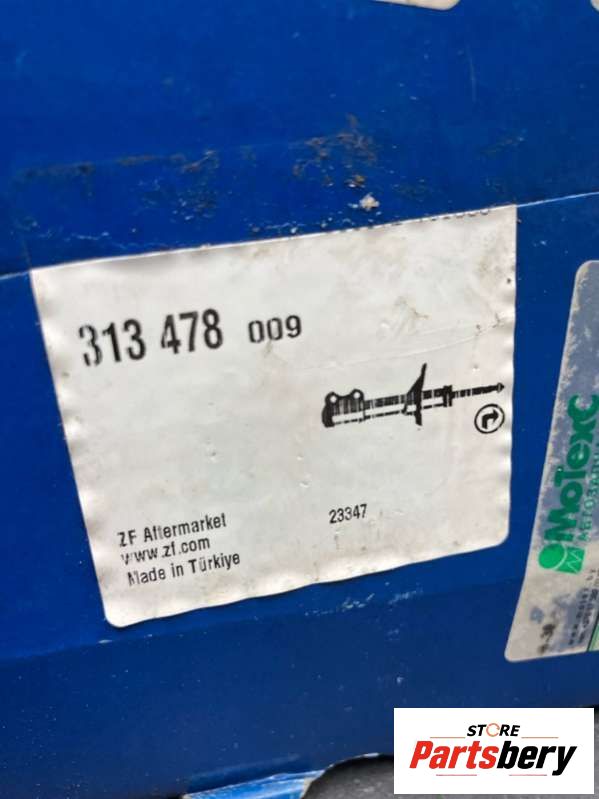 313 478 009
L
23347
ZF Aftermarket
www.zf.com
Made in Türkiye
MoTexC
STORE
Partsbery